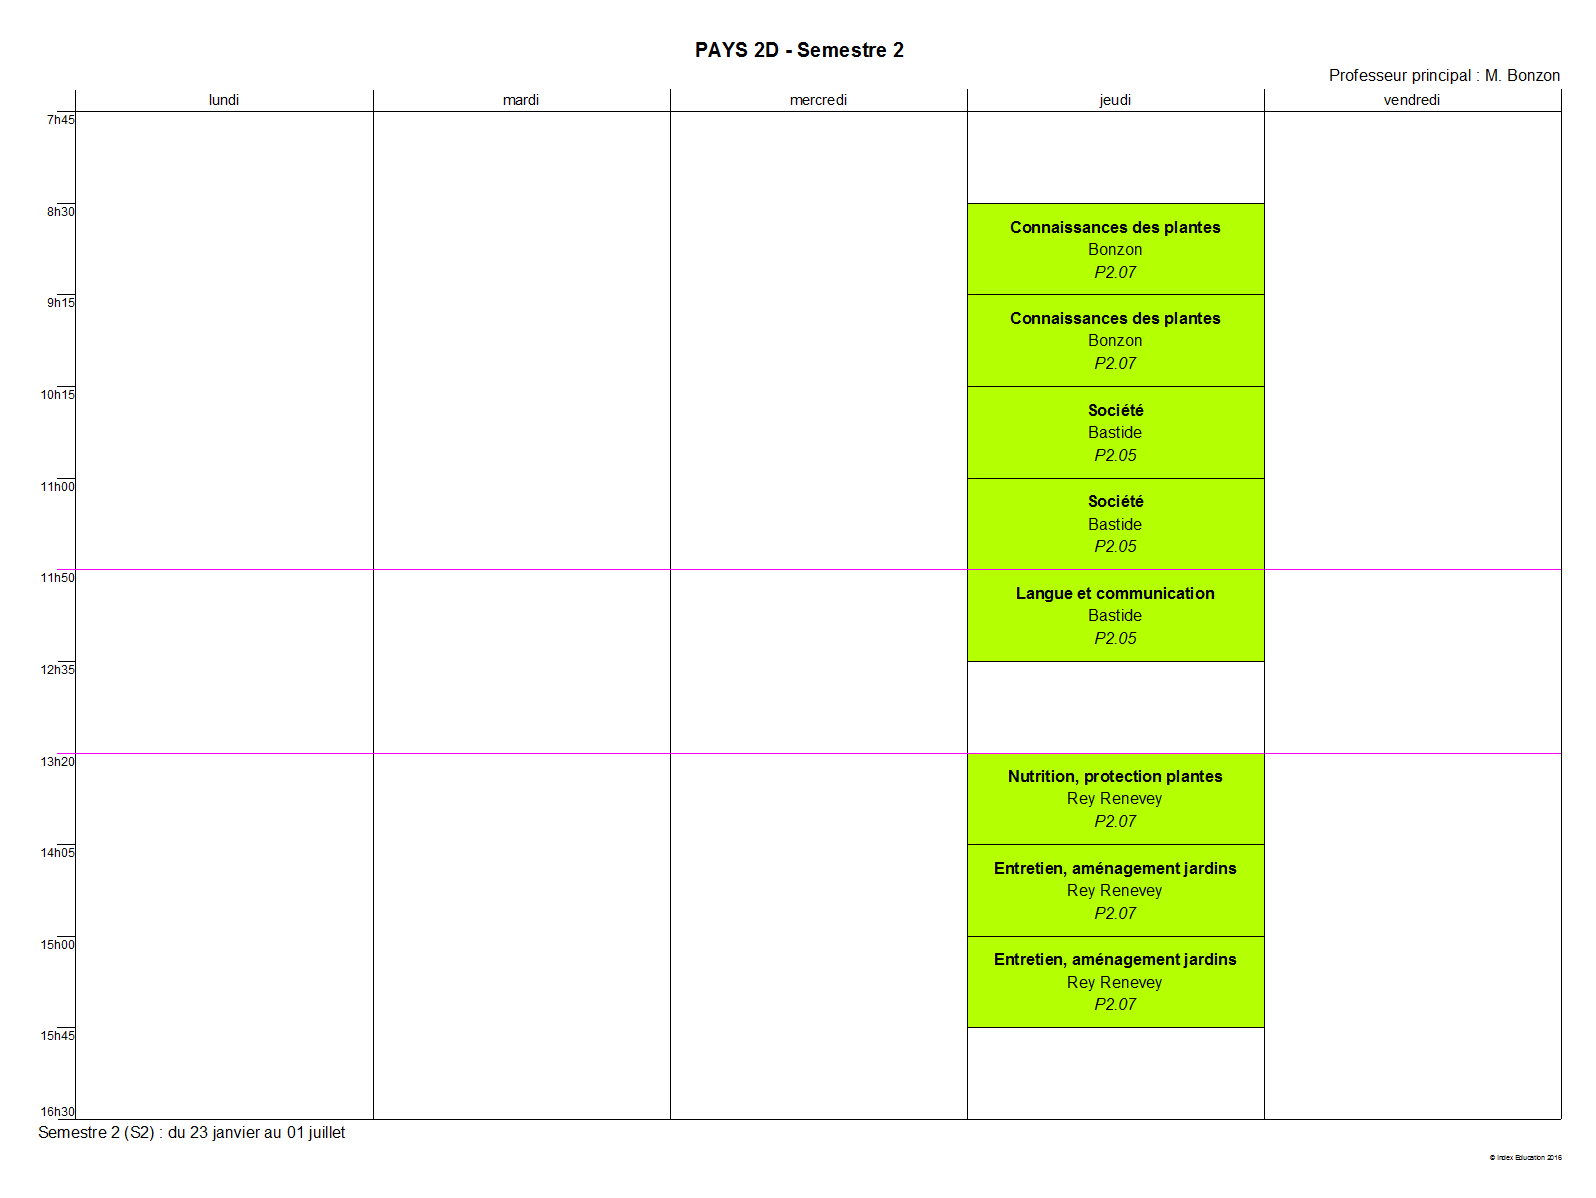 PAYS 2D - Semestre 2
Professeur principal : M. Bonzon
lundi
mardi
mercredi
jeudi
vendredi
7h45
8h30
Connaissances des plantes
Bonzon
P2.07
9h15
Connaissances des plantes
Bonzon
P2.07
10h15
Société
Bastide
P2.05
11h00
Société
Bastide
P2.05
11h50
Langue et communication
Bastide
P2.05
12h35
13h20
Nutrition, protection plantes
Rey Renevey
P2.07
14h05
Entretien, aménagement jardins
Rey Renevey
P2.07
15h00
Entretien, aménagement jardins
Rey Renevey
P2.07
15h45
16h30
Semestre 2 (S2) : du 23 janvier au 01 juillet
© Index Education 2016